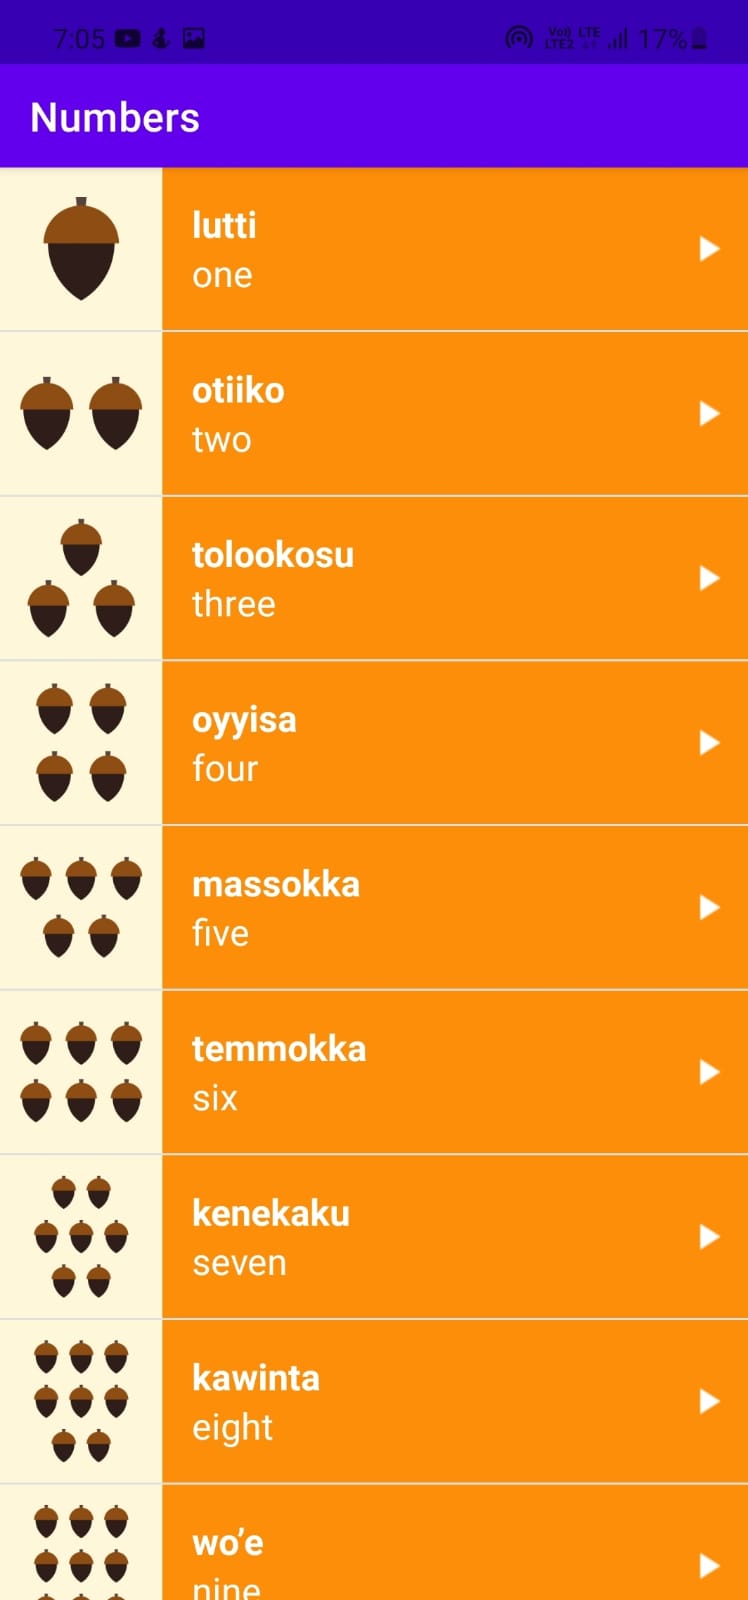 7:05 Vo)) LTE2 LTE 17%
Numbers
lutti
one
otiiko
two
tolookosu
three
oyyisa
four
massokka
five
temmokka
six
kenekaku
seven
kawinta
eight
wo’e
nine